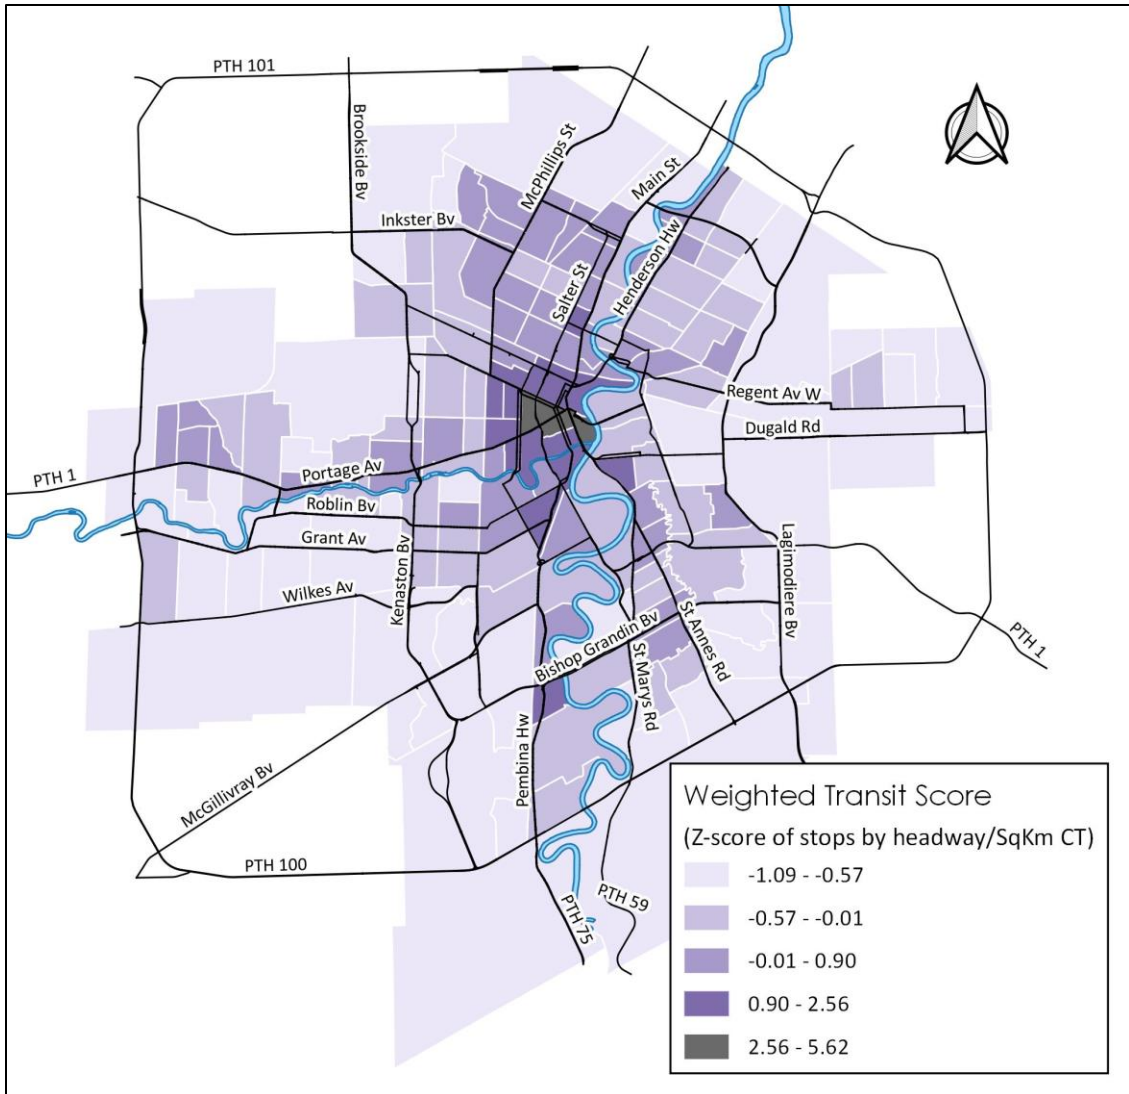 PTH 101
Brookside Bv
McPhillips St
Main St
Inkster Bv
Henderson Hw
Salter St
Regent Av W
Dugald Rd
PTH 1
Portage Av
Roblin Bv
Grant Av
Wilkes Av
Kenaston Bv
Lagimodiere Bv
St Annes Rd
Bishop Grandin Bv
St Marys Rd
PTH 1
Pembina Hw
McGillivray Bv
PTH 100
PTH 59
PTH 75
Weighted Transit Score
(Z-score of stops by headway/SqKm CT)
-1.09 - -0.57
-0.57 - -0.01
-0.01 - 0.90
0.90 - 2.56
2.56 - 5.62